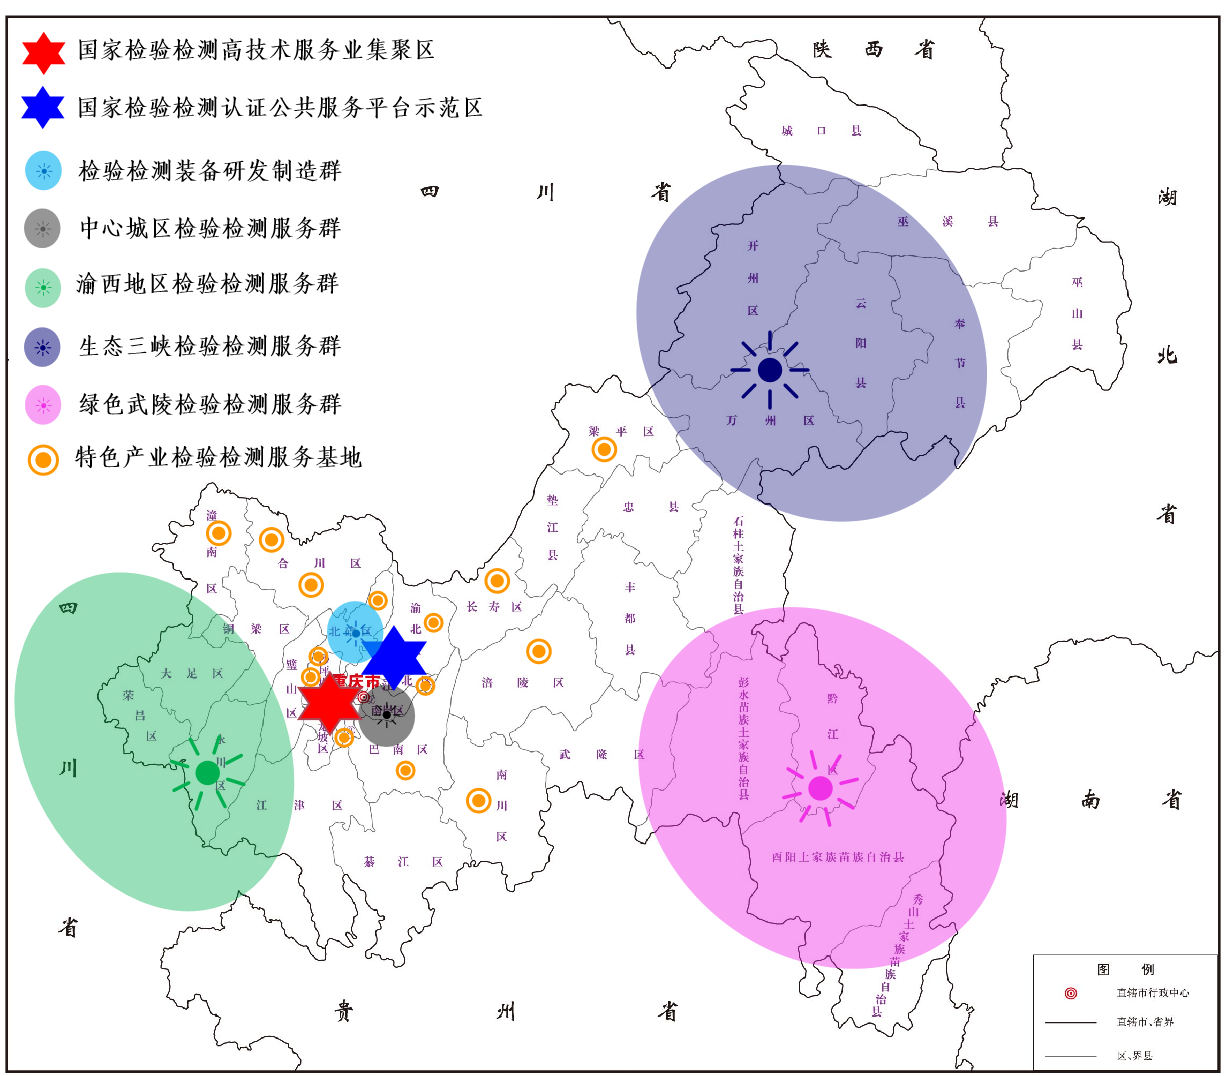 国家检验检测高技术服务业集聚区
国家检验检测认证公共服务平台示范区
检验检测装备研发制造群
中心城区检验检测服务群
渝西地区检验检测服务群
生态三峡检验检测服务群
绿色武陵检验检测服务群
特色产业检验检测服务基地
陕西省
四川省
湖北省
城口县
巫溪县
开州区
云阳县
奉节县
巫山县
万州区
梁平区
垫江县
忠县
石柱土家族自治县
潼南区
合川区
长寿区
丰都县
渝北
铜梁区
北碚区
大足区
璧山区
荣昌区
永川区
重庆市
涪陵区
彭水苗族土家族自治县
黔江区
巴南区
武隆区
南川区
江津区
綦江区
酉阳土家族苗族自治县
秀山土家族苗族自治县
四川省
湖南省
贵州省
图例
直辖市行政中心
直辖市、省界
区、界县